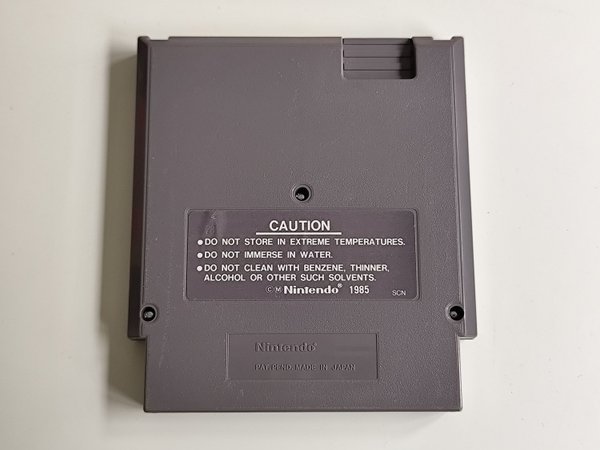 CAUTION
●DO NOT STORE IN EXTREME TEMPERATURES.
●DO NOT IMMERSE IN WATER.
●DO NOT CLEAN WITH BENZENE, THINNER,
ALCOHOL OR OTHER SUCH SOLVENTS.
©Ⓜ Nintendo® 1985
SCN
Nintendo®
PAT. PEND. MADE IN JAPAN